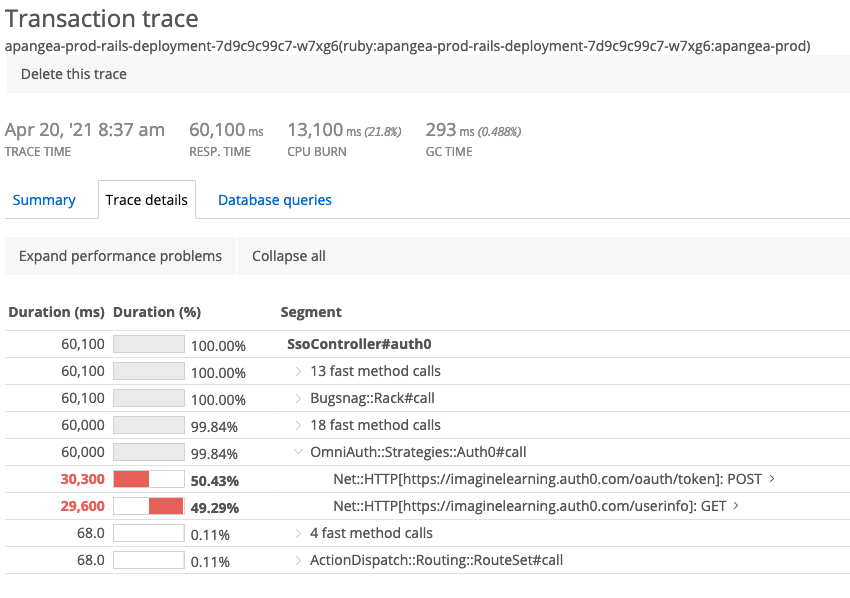 Transaction trace
apangea-prod-rails-deployment-7d9c9c99c7-w7xg6(ruby:apangea-prod-rails-deployment-7d9c9c99c7-w7xg6:apangea-prod)
Delete this trace
Apr 20, '21 8:37 am 60,100 ms 13,100 ms (21.8%) 293 ms (0.488%)
TRACE TIME RESP. TIME CPU BURN GC TIME
Summary Trace details Database queries
Expand performance problems Collapse all
Duration (ms) Duration (%) Segment
60,100 100.00% SsoController#auth0
60,100 100.00% 13 fast method calls
60,100 100.00% Bugsnag::Rack#call
60,000 99.84% 18 fast method calls
60,000 99.84% OmniAuth::Strategies::Auth0#call
30,300 50.43% Net::HTTP[https://imaginelearning.auth0.com/oauth/token]: POST
29,600 49.29% Net::HTTP[https://imaginelearning.auth0.com/userinfo]: GET
68.0 0.11% 4 fast method calls
68.0 0.11% ActionDispatch::Routing::RouteSet#call